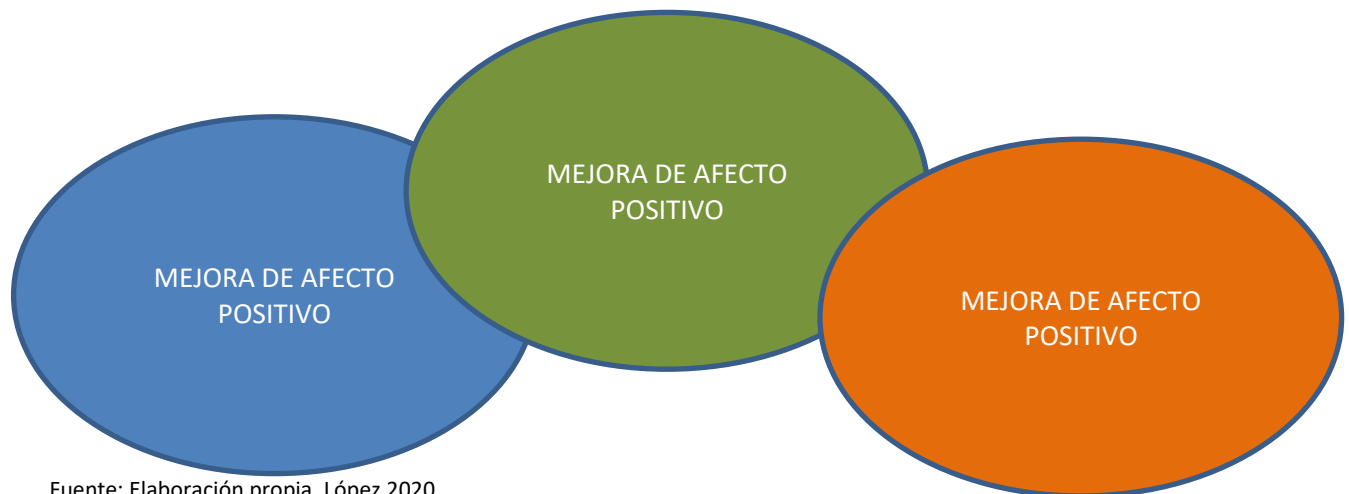 MEJORA DE AFECTO
POSITIVO
MEJORA DE AFECTO
POSITIVO
MEJORA DE AFECTO
POSITIVO
Fuente: Elaboración propia, López 2020